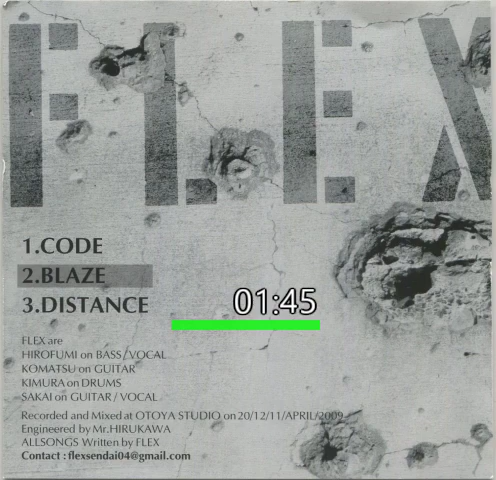 FLEX
1.CODE
2.BLAZE
3.DISTANCE
01:45
FLEX are
HIROFUMI on BASS/VOCAL
KOMATSU on GUITAR
KIMURA on DRUMS
SAKAI on GUITAR / VOCAL
Recorded and Mixed at OTOYA STUDIO on 20/12/11/APRIL/2009
Engineered by Mr.HIRUKAWA
ALLSONGS Written by FLEX
Contact : flexsendai04@gmail.com